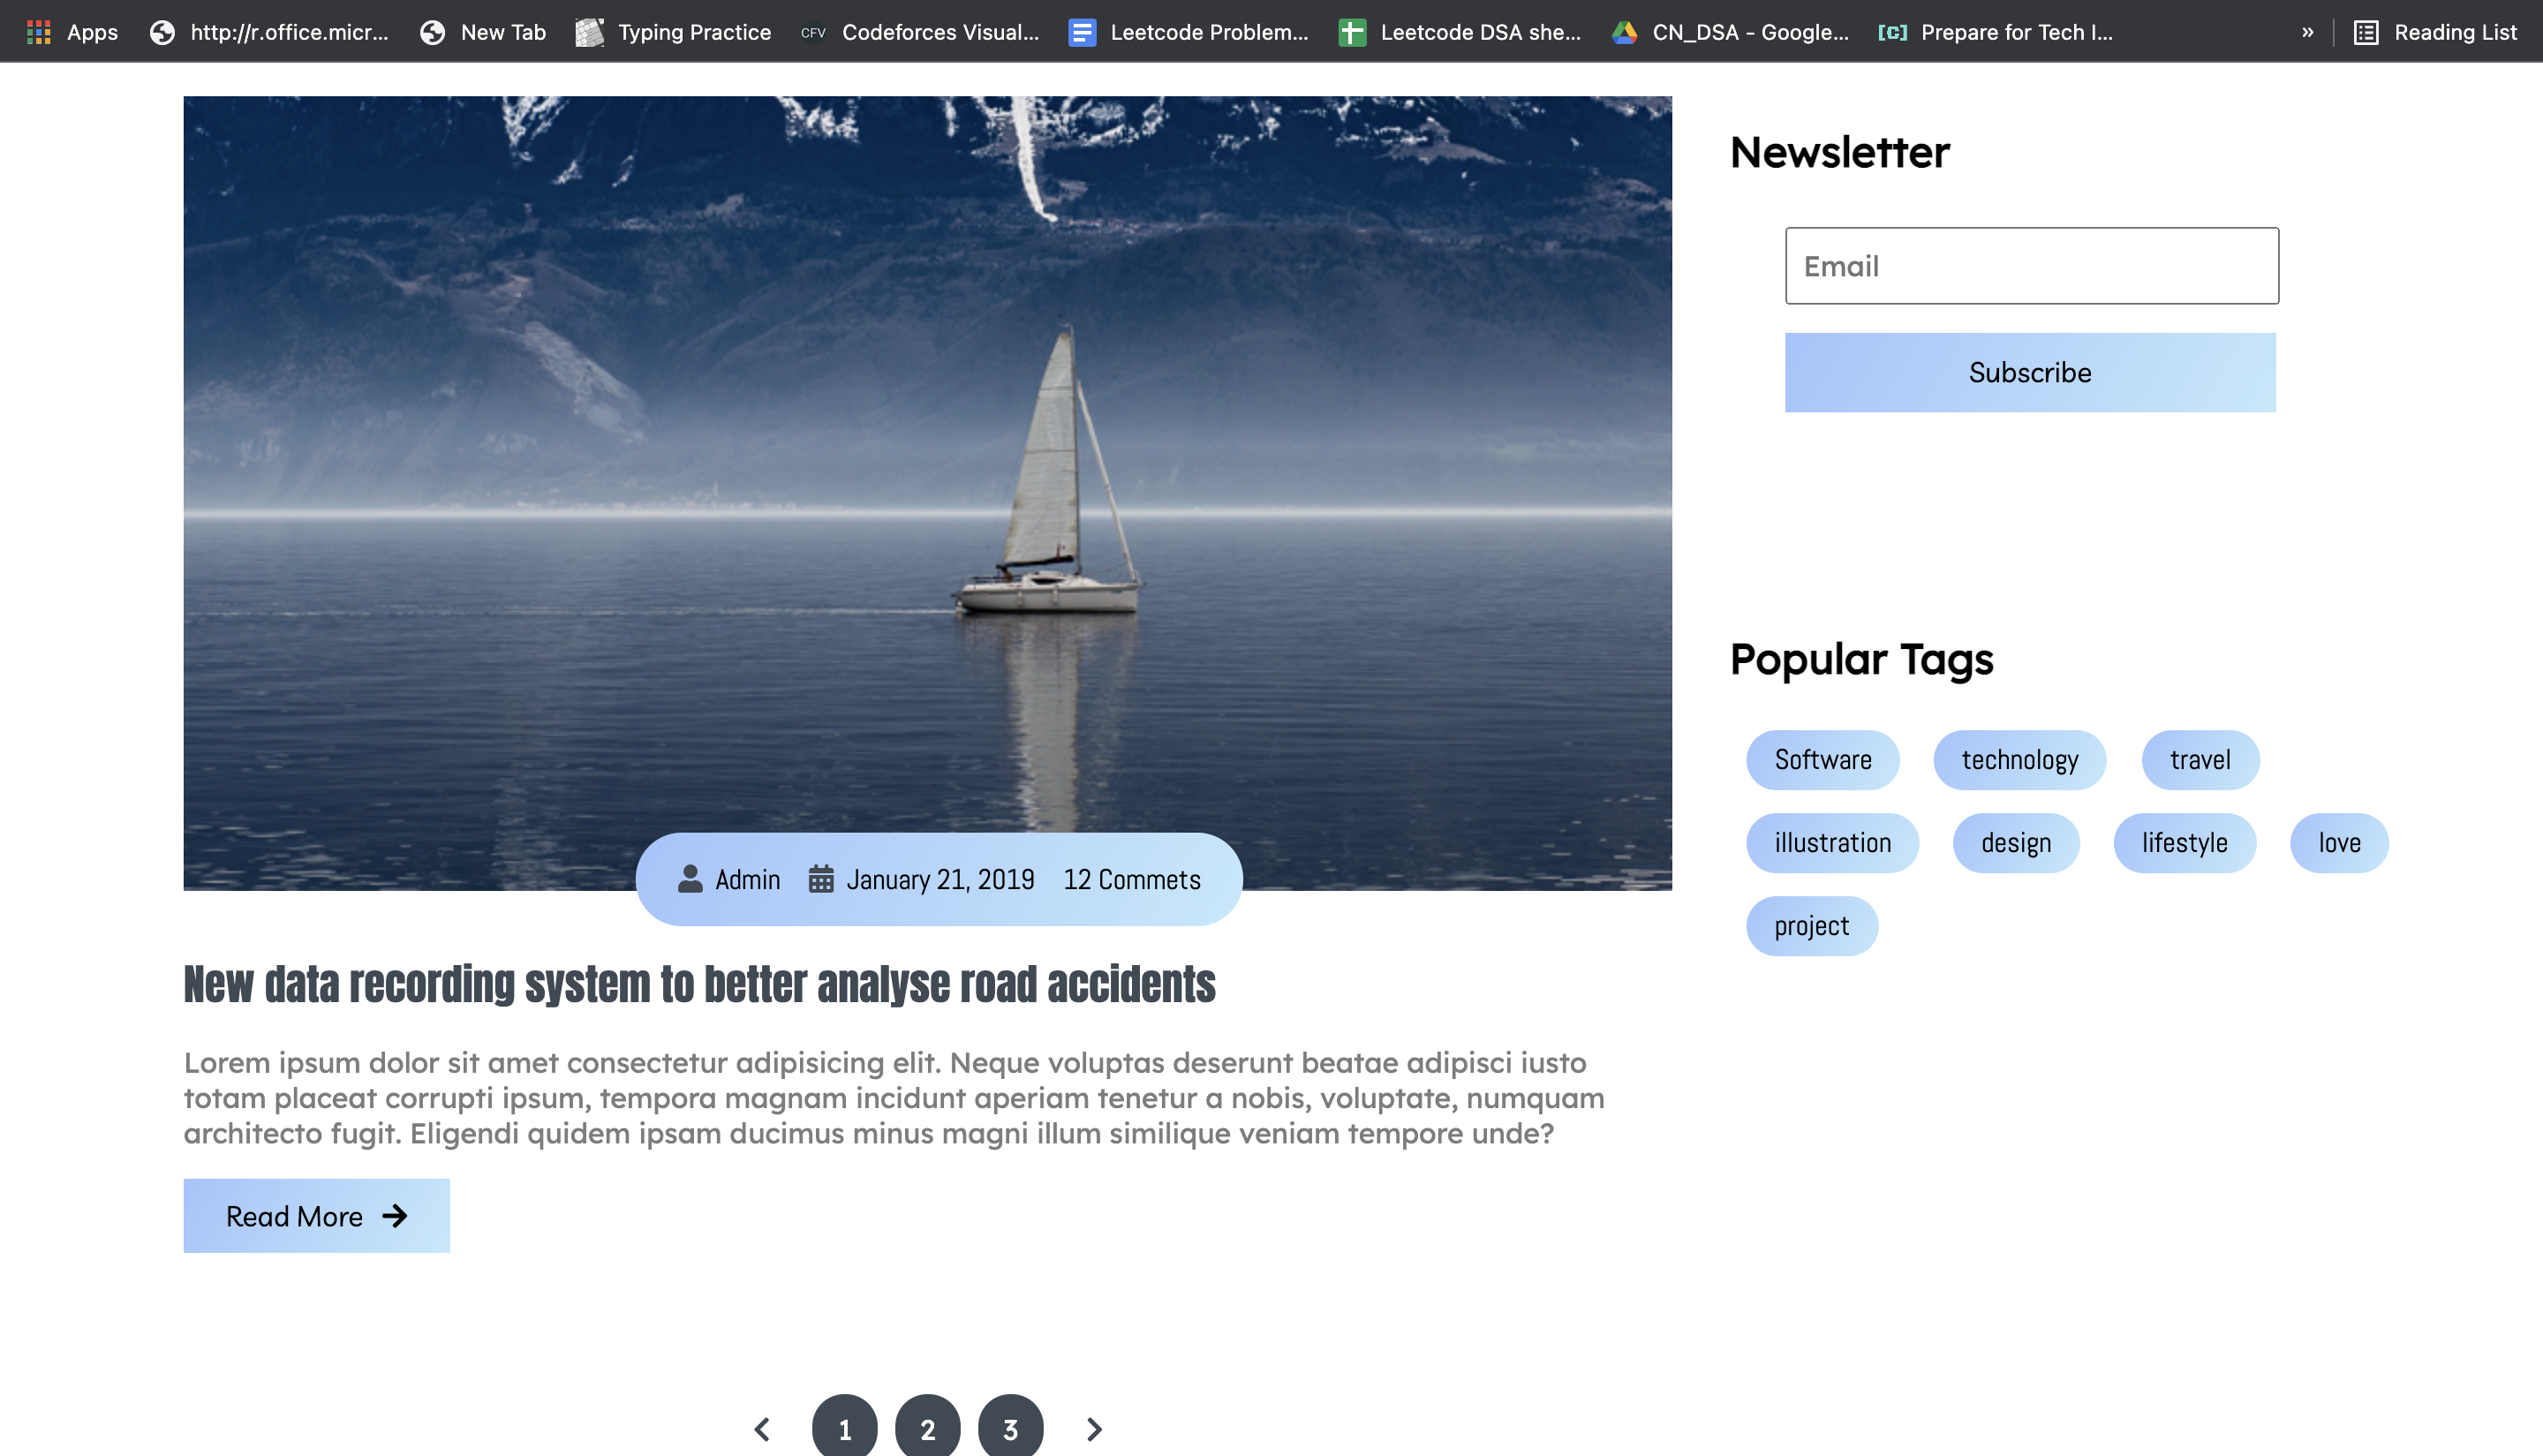 Apps http://r.office.micr... New Tab Typing Practice CFV Codeforces Visual... Leetcode Problem... Leetcode DSA she... CN_DSA - Google... [C] Prepare for Tech I... » Reading List
Newsletter
Email
Subscribe
Popular Tags
Software technology travel
illustration design lifestyle love
project
Admin January 21, 2019 12 Commets
New data recording system to better analyse road accidents
Lorem ipsum dolor sit amet consectetur adipisicing elit. Neque voluptas deserunt beatae adipisci iusto
totam placeat corrupti ipsum, tempora magnam incidunt aperiam tenetur a nobis, voluptate, numquam
architecto fugit. Eligendi quidem ipsam ducimus minus magni illum similique veniam tempore unde?
Read More
1 2 3